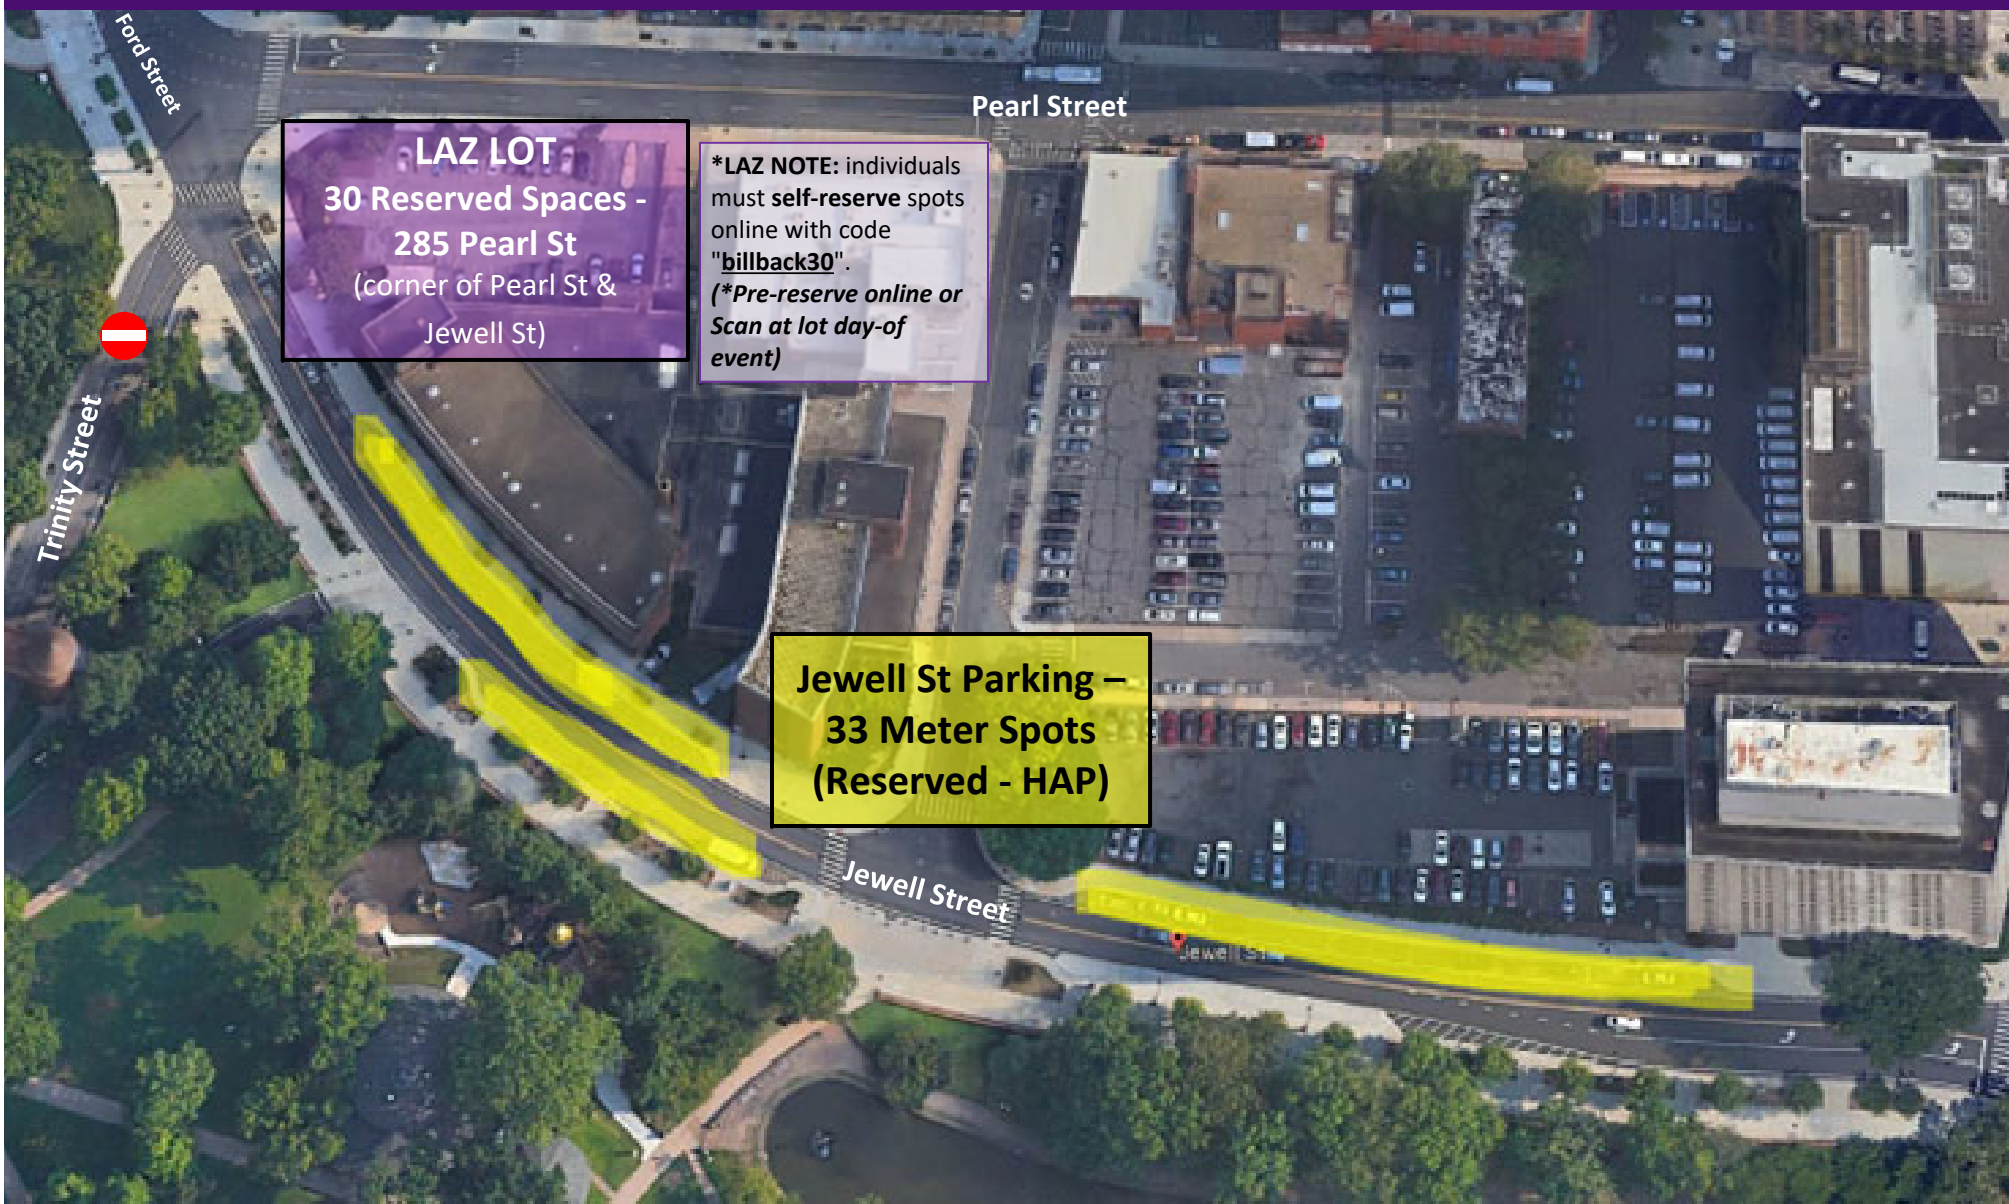 Ford Street
Pearl Street
LAZ LOT
30 Reserved Spaces -
285 Pearl St
(corner of Pearl St &
Jewell St)
*LAZ NOTE: individuals
must self-reserve spots
online with code
"billback30".
(*Pre-reserve online or
Scan at lot day-of
event)
Trinity Street
Jewell St Parking –
33 Meter Spots
(Reserved - HAP)
Jewell Street
Jewell St